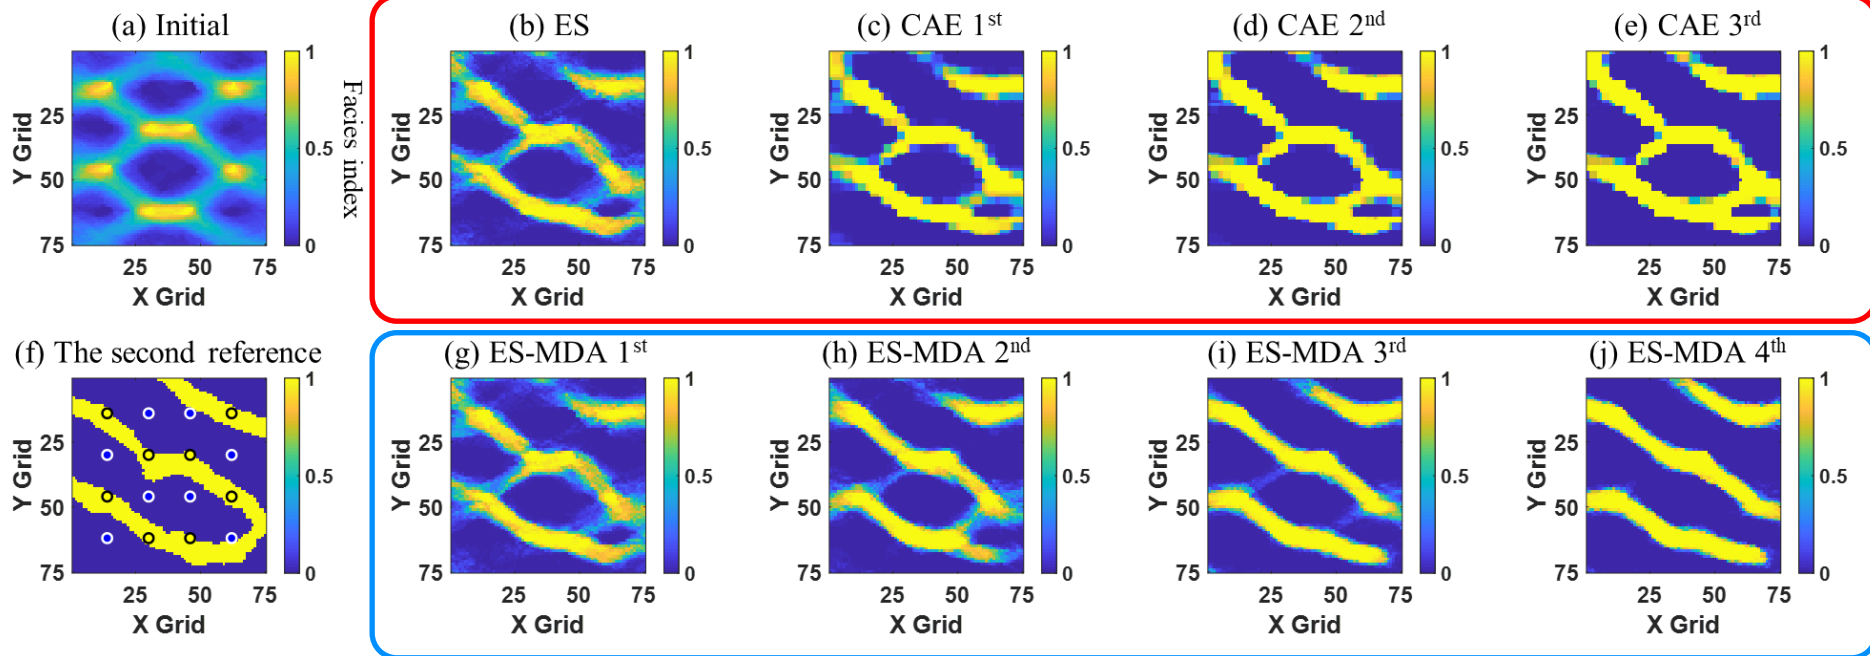 (a) Initial
(b) ES
(c) CAE 1st
(d) CAE 2nd
(e) CAE 3rd
Y Grid
25
50
75
25 50 75
X Grid
1
0.5
0
Facies index
Y Grid
25
50
75
25 50 75
X Grid
1
0.5
0
Y Grid
25
50
75
25 50 75
X Grid
1
0.5
0
Y Grid
25
50
75
25 50 75
X Grid
1
0.5
0
Y Grid
25
50
75
25 50 75
X Grid
1
0.5
0
(f) The second reference
(g) ES-MDA 1st
(h) ES-MDA 2nd
(i) ES-MDA 3rd
(j) ES-MDA 4th
Y Grid
25
50
75
25 50 75
X Grid
1
0.5
0
Y Grid
25
50
75
25 50 75
X Grid
1
0.5
0
Y Grid
25
50
75
25 50 75
X Grid
1
0.5
0
Y Grid
25
50
75
25 50 75
X Grid
1
0.5
0
Y Grid
25
50
75
25 50 75
X Grid
1
0.5
0